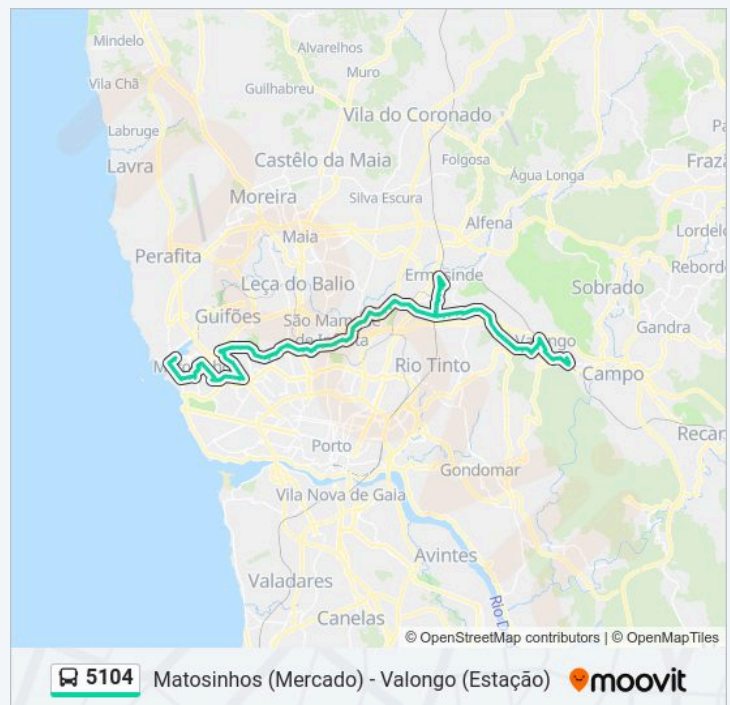 Mindelo
Alvarelhos
Muro
Vila Chã
Guilhabreu
Vila do Coronado
Labruge
Lavra
Castêlo da Maia
Folgosa
Água Longa
Moreira
Silva Escura
Maia
Alfena
Lordelo
Perafita
Leça do Balio
Ermesinde
Sobrado
Guifões
São Mamede
de Infesta
Gandra
Valongo
Rio Tinto
Campo
Porto
Gondomar
Vila Nova de Gaia
Avintes
Valadares
Canelas
© OpenStreetMap contributors | © OpenMapTiles
5104 Matosinhos (Mercado) - Valongo (Estação) moovit